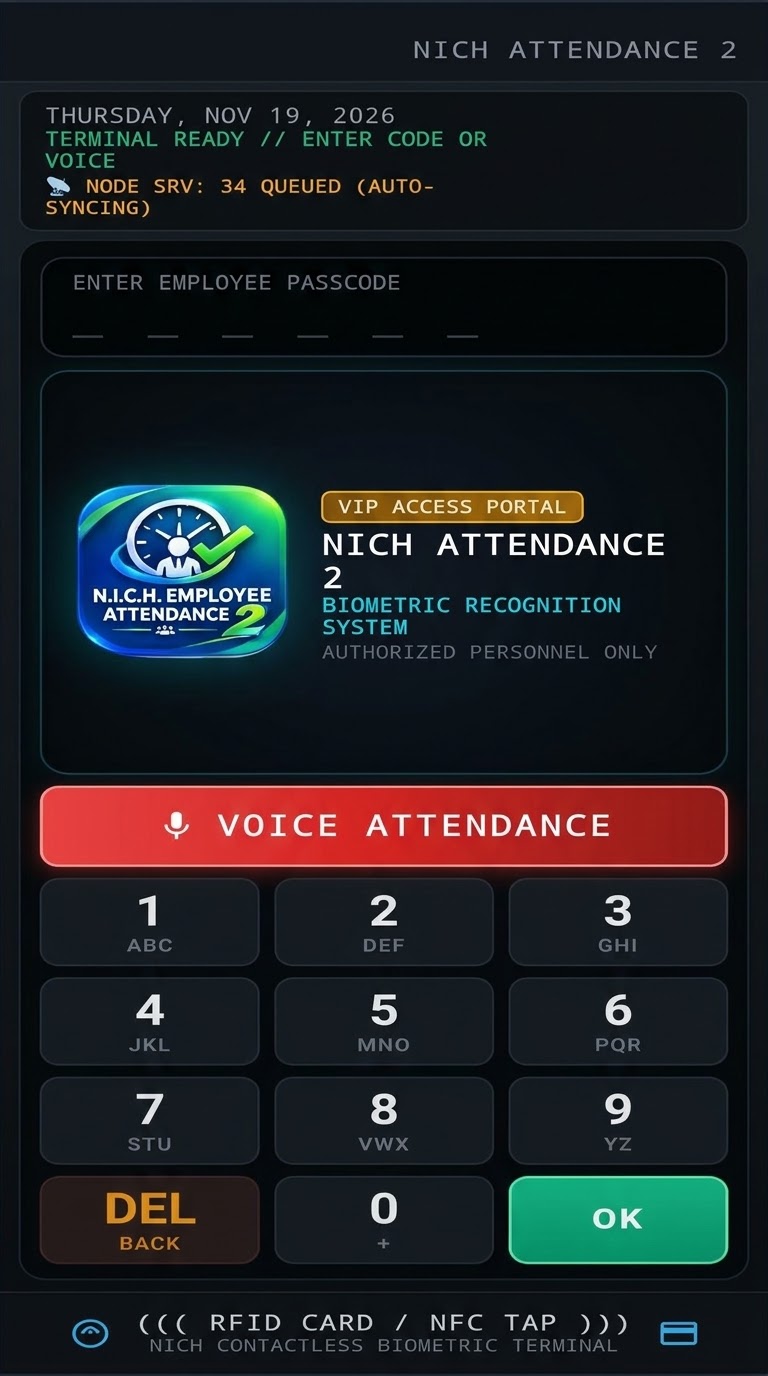 NICH ATTENDANCE 2
THURSDAY, NOV 19, 2026
TERMINAL READY // ENTER CODE OR
VOICE
NODE SRV: 34 QUEUED (AUTO-
SYNCING)
ENTER EMPLOYEE PASSCODE
_ _ _ _ _ _
N.I.C.H. EMPLOYEE
ATTENDANCE 2
VIP ACCESS PORTAL
NICH ATTENDANCE
2
BIOMETRIC RECOGNITION
SYSTEM
AUTHORIZED PERSONNEL ONLY
VOICE ATTENDANCE
1 2 3
ABC DEF GHI
4 5 6
JKL MNO PQR
7 8 9
STU VWX YZ
DEL 0 OK
BACK +
((( RFID CARD / NFC TAP )))
NICH CONTACTLESS BIOMETRIC TERMINAL